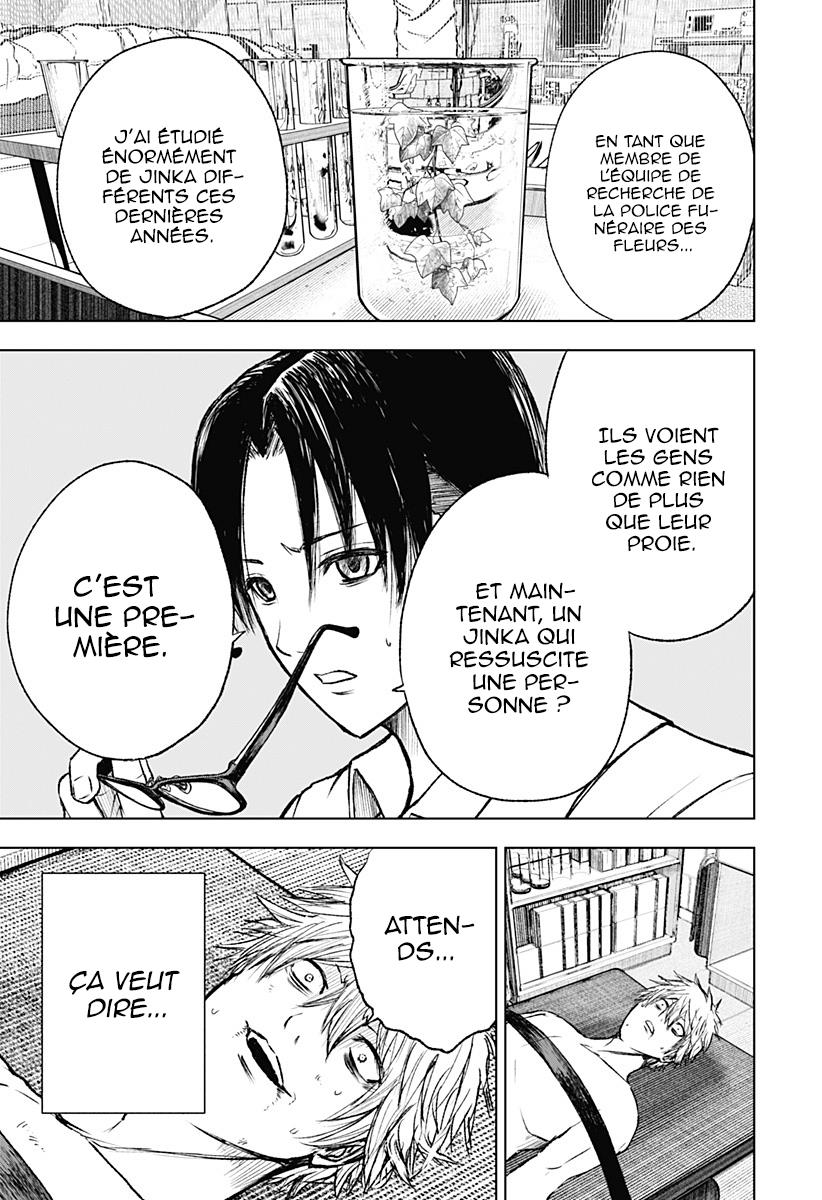 EN TANT QUE
MEMBRE DE
L'ÉQUIPE DE
RECHERCHE DE
LA POLICE FU-
NÉRAIRE DES
FLEURS...
J'AI ÉTUDIÉ
ÉNORMÉMENT
DE JINKA DIF-
FÉRENTS CES
DERNIÈRES
ANNÉES.
ILS VOIENT
LES GENS
COMME RIEN
DE PLUS
QUE LEUR
PROIE.
ET MAIN-
TENANT, UN
JINKA QUI
RESSUSCITE
UNE PER-
SONNE ?
C'EST
UNE PRE-
MIÈRE.
ATTEN-
DS...
ÇA VEUT
DIRE...